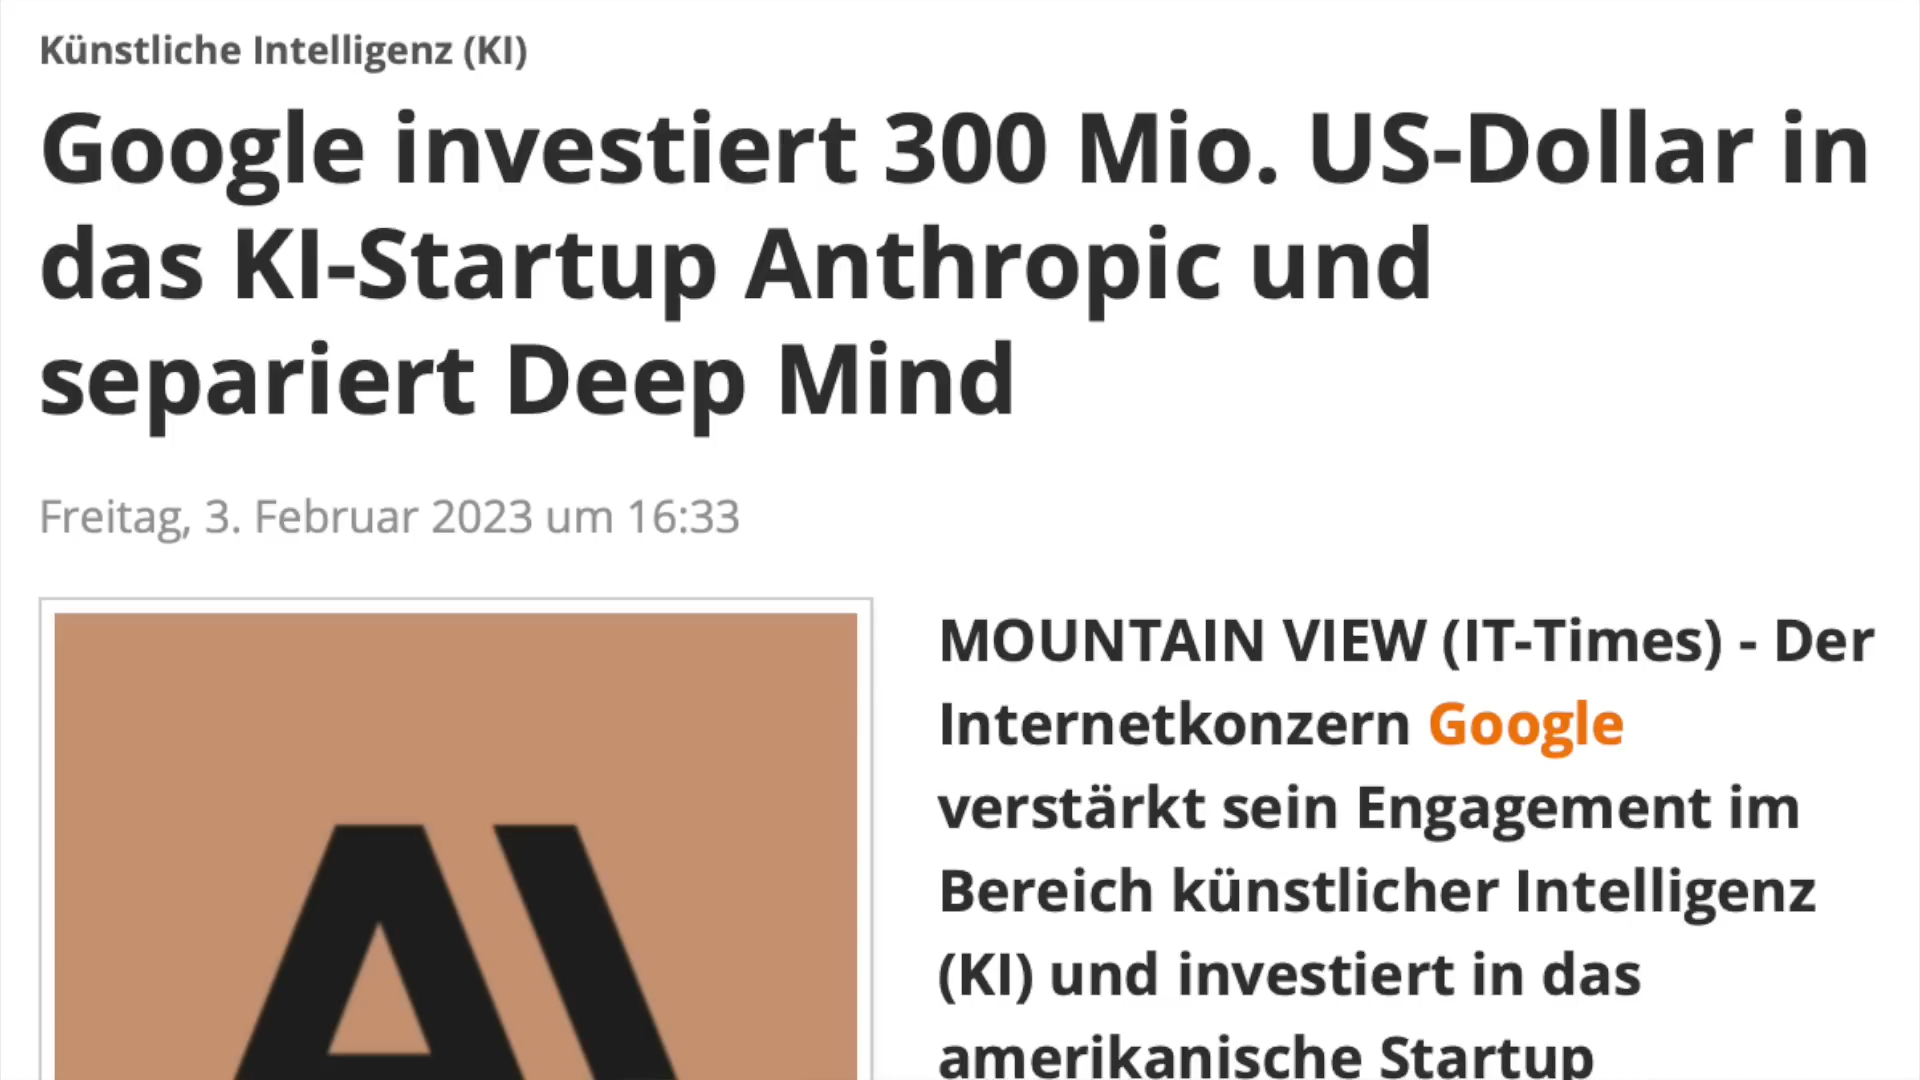 Künstliche Intelligenz (KI)
Google investiert 300 Mio. US-Dollar in
das KI-Startup Anthropic und
separiert Deep Mind
Freitag, 3. Februar 2023 um 16:33
MOUNTAIN VIEW (IT-Times) - Der
Internetkonzern Google
verstärkt sein Engagement im
Bereich künstlicher Intelligenz
(KI) und investiert in das
amerikanische Startup